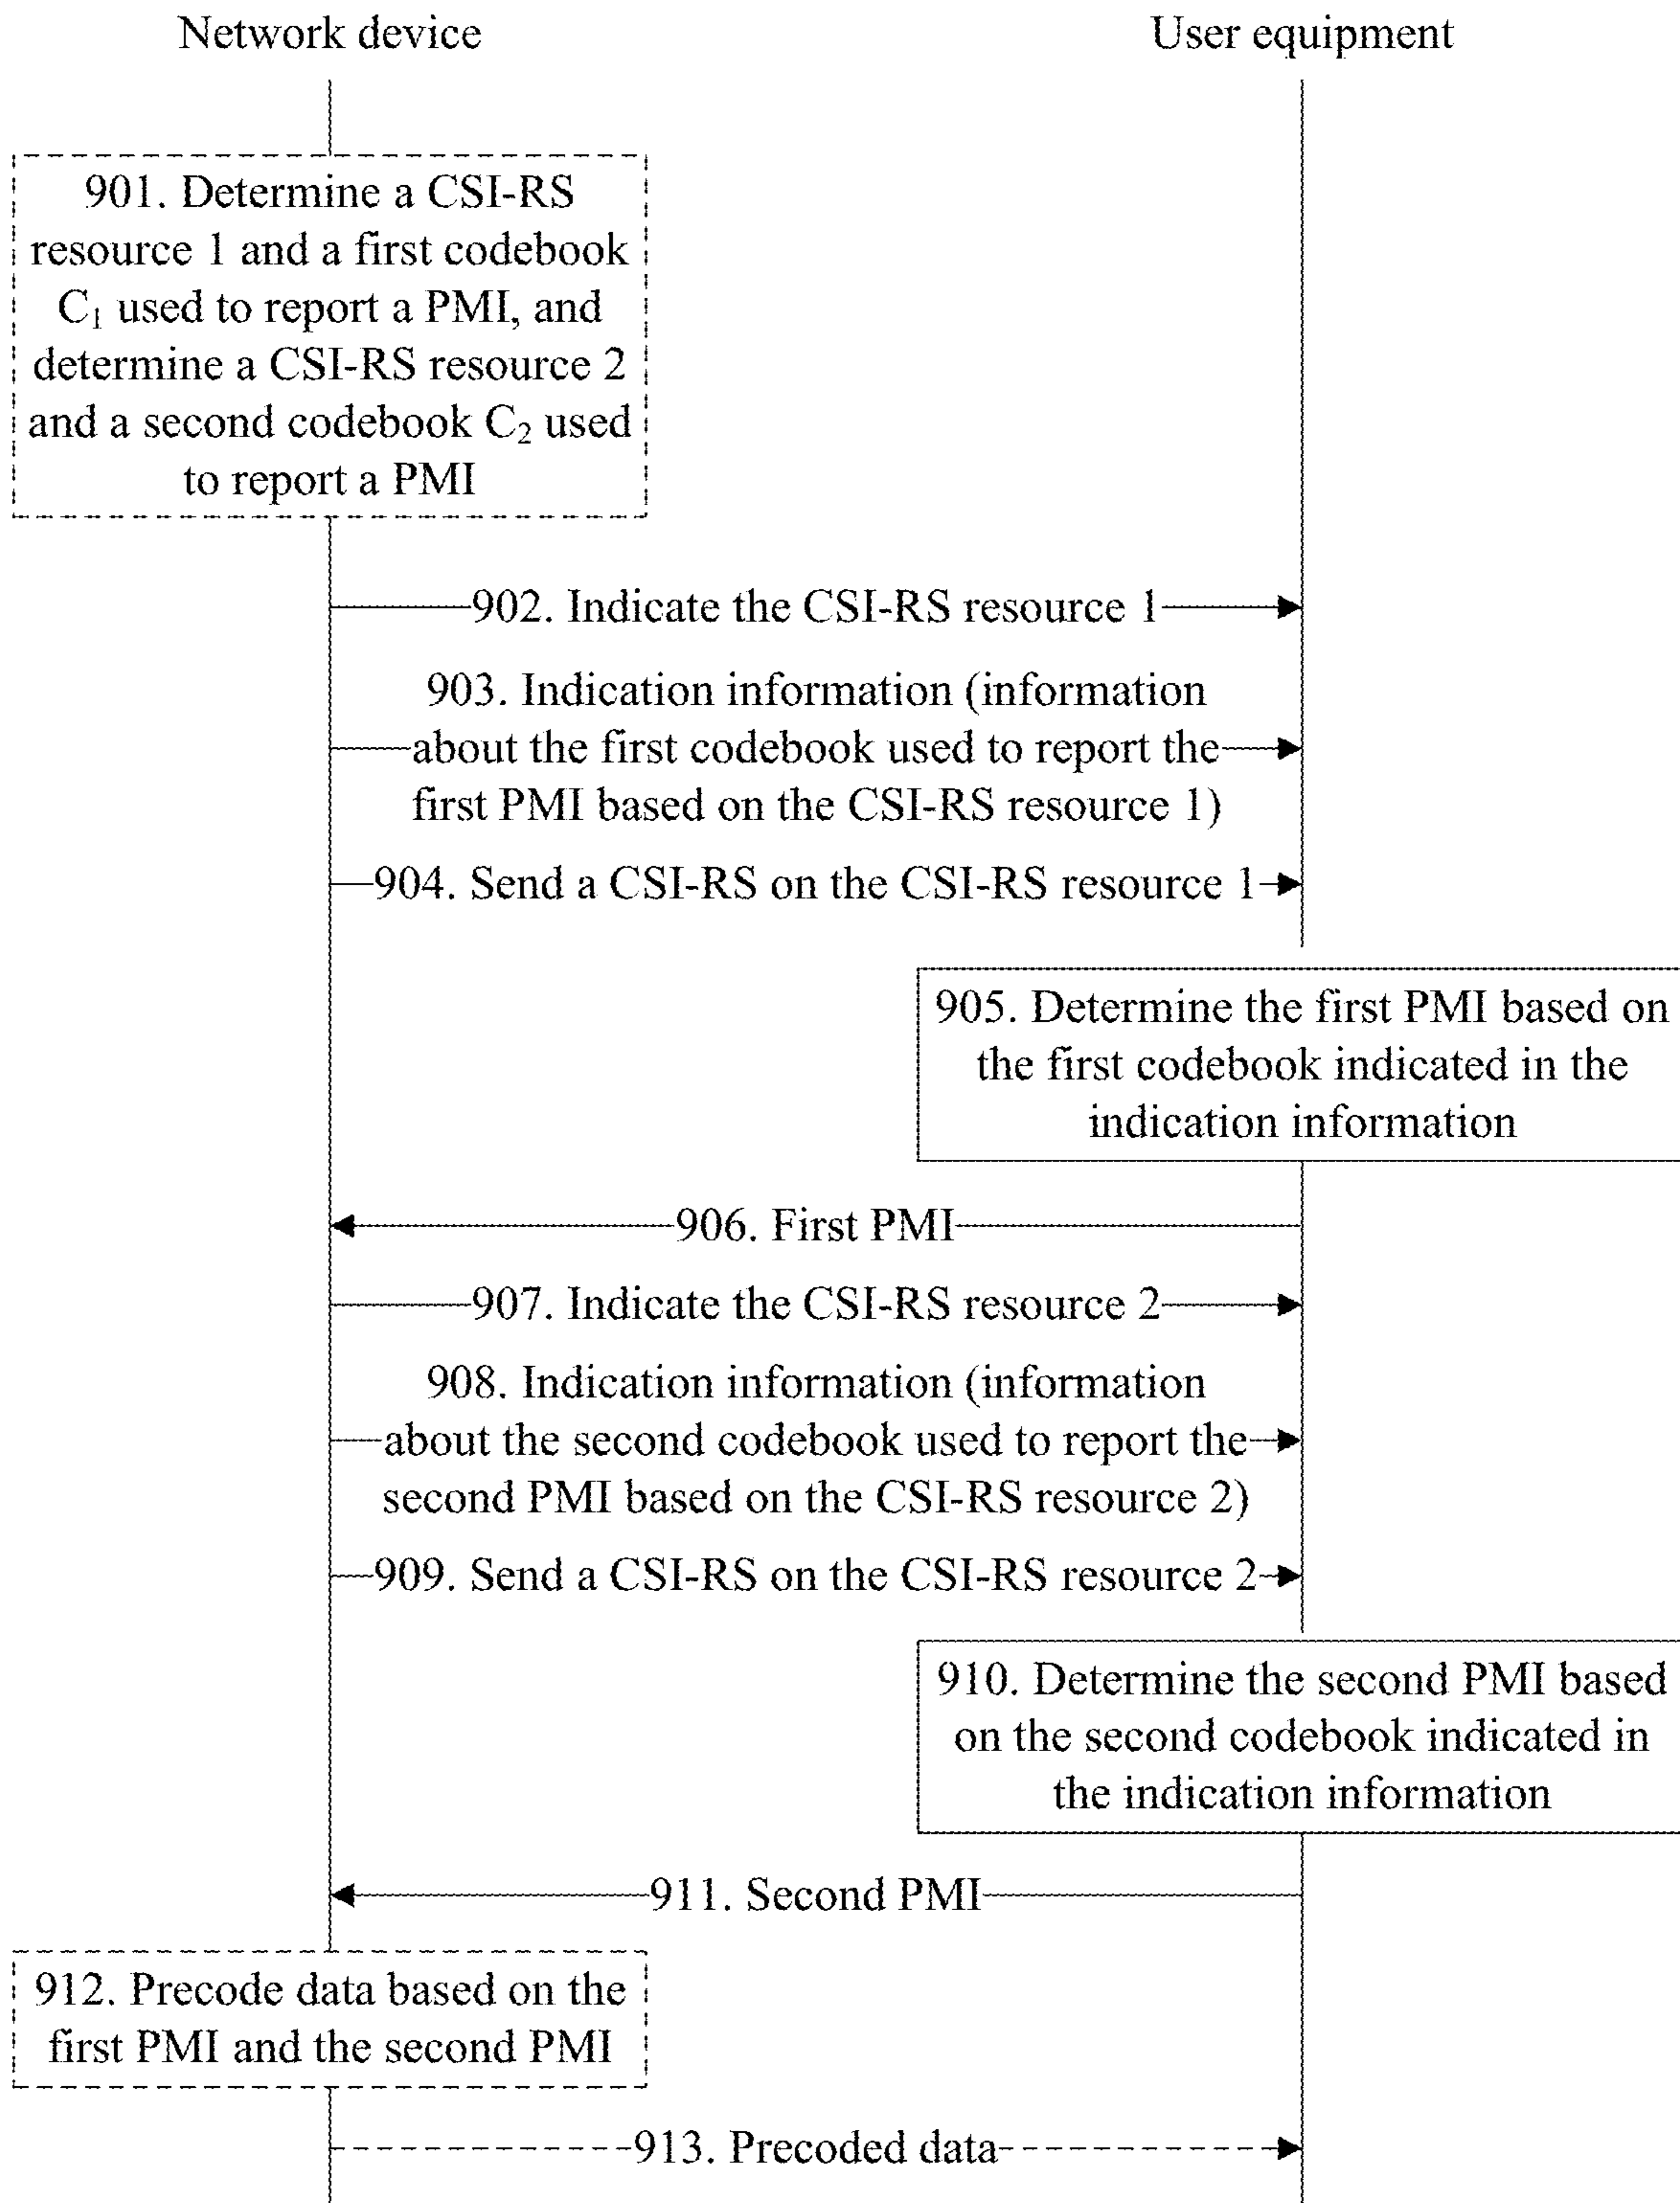 Network device
User equipment
901. Determine a CSI-RS
resource 1 and a first codebook
C₁ used to report a PMI, and
determine a CSI-RS resource 2
and a second codebook C₂ used
to report a PMI
902. Indicate the CSI-RS resource 1
903. Indication information (information
about the first codebook used to report the
first PMI based on the CSI-RS resource 1)
904. Send a CSI-RS on the CSI-RS resource 1
905. Determine the first PMI based on
the first codebook indicated in the
indication information
906. First PMI
907. Indicate the CSI-RS resource 2
908. Indication information (information
about the second codebook used to report the
second PMI based on the CSI-RS resource 2)
909. Send a CSI-RS on the CSI-RS resource 2
910. Determine the second PMI based
on the second codebook indicated in
the indication information
911. Second PMI
912. Precode data based on the
first PMI and the second PMI
913. Precoded data